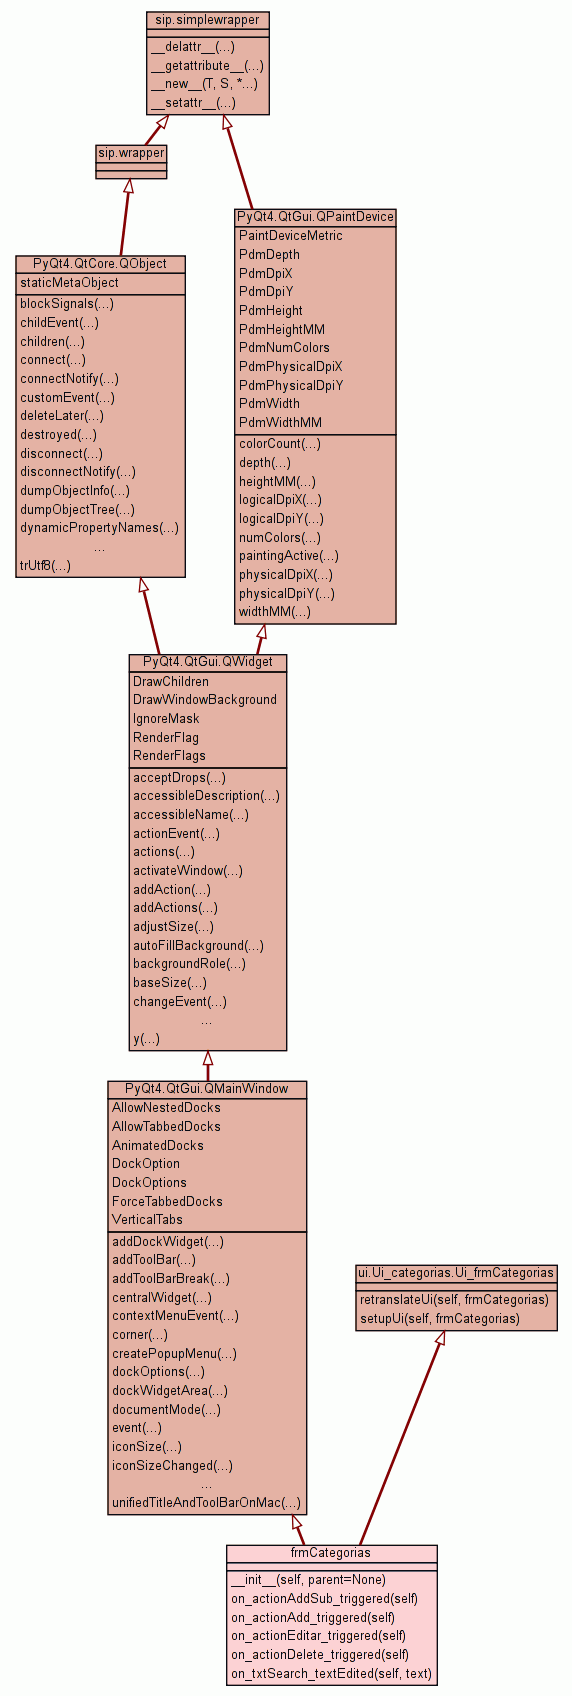 sip.simplewrapper
__delattr__(...)
__getattribute__(...)
__new__(T, S, *...)
__setattr__(...)
sip.wrapper
PyQt4.QtGui.QPaintDevice
PaintDeviceMetric
PdmDepth
PdmDpiX
PdmDpiY
PdmHeight
PdmHeightMM
PdmNumColors
PdmPhysicalDpiX
PdmPhysicalDpiY
PdmWidth
PdmWidthMM
colorCount(...)
depth(...)
heightMM(...)
logicalDpiX(...)
logicalDpiY(...)
numColors(...)
paintingActive(...)
physicalDpiX(...)
physicalDpiY(...)
widthMM(...)
PyQt4.QtCore.QObject
staticMetaObject
blockSignals(...)
childEvent(...)
children(...)
connect(...)
connectNotify(...)
customEvent(...)
deleteLater(...)
destroyed(...)
disconnect(...)
disconnectNotify(...)
dumpObjectInfo(...)
dumpObjectTree(...)
dynamicPropertyNames(...)
...
trUtf8(...)
PyQt4.QtGui.QWidget
DrawChildren
DrawWindowBackground
IgnoreMask
RenderFlag
RenderFlags
acceptDrops(...)
accessibleDescription(...)
accessibleName(...)
actionEvent(...)
actions(...)
activateWindow(...)
addAction(...)
addActions(...)
adjustSize(...)
autoFillBackground(...)
backgroundRole(...)
baseSize(...)
changeEvent(...)
...
y(...)
PyQt4.QtGui.QMainWindow
AllowNestedDocks
AllowTabbedDocks
AnimatedDocks
DockOption
DockOptions
ForceTabbedDocks
VerticalTabs
addDockWidget(...)
addToolBar(...)
addToolBarBreak(...)
centralWidget(...)
contextMenuEvent(...)
corner(...)
createPopupMenu(...)
dockOptions(...)
dockWidgetArea(...)
documentMode(...)
event(...)
iconSize(...)
iconSizeChanged(...)
...
unifiedTitleAndToolBarOnMac(...)
ui.Ui_categorias.Ui_frmCategorias
retranslateUi(self, frmCategorias)
setupUi(self, frmCategorias)
frmCategorias
__init__(self, parent=None)
on_actionAddSub_triggered(self)
on_actionAdd_triggered(self)
on_actionEditar_triggered(self)
on_actionDelete_triggered(self)
on_txtSearch_textEdited(self, text)